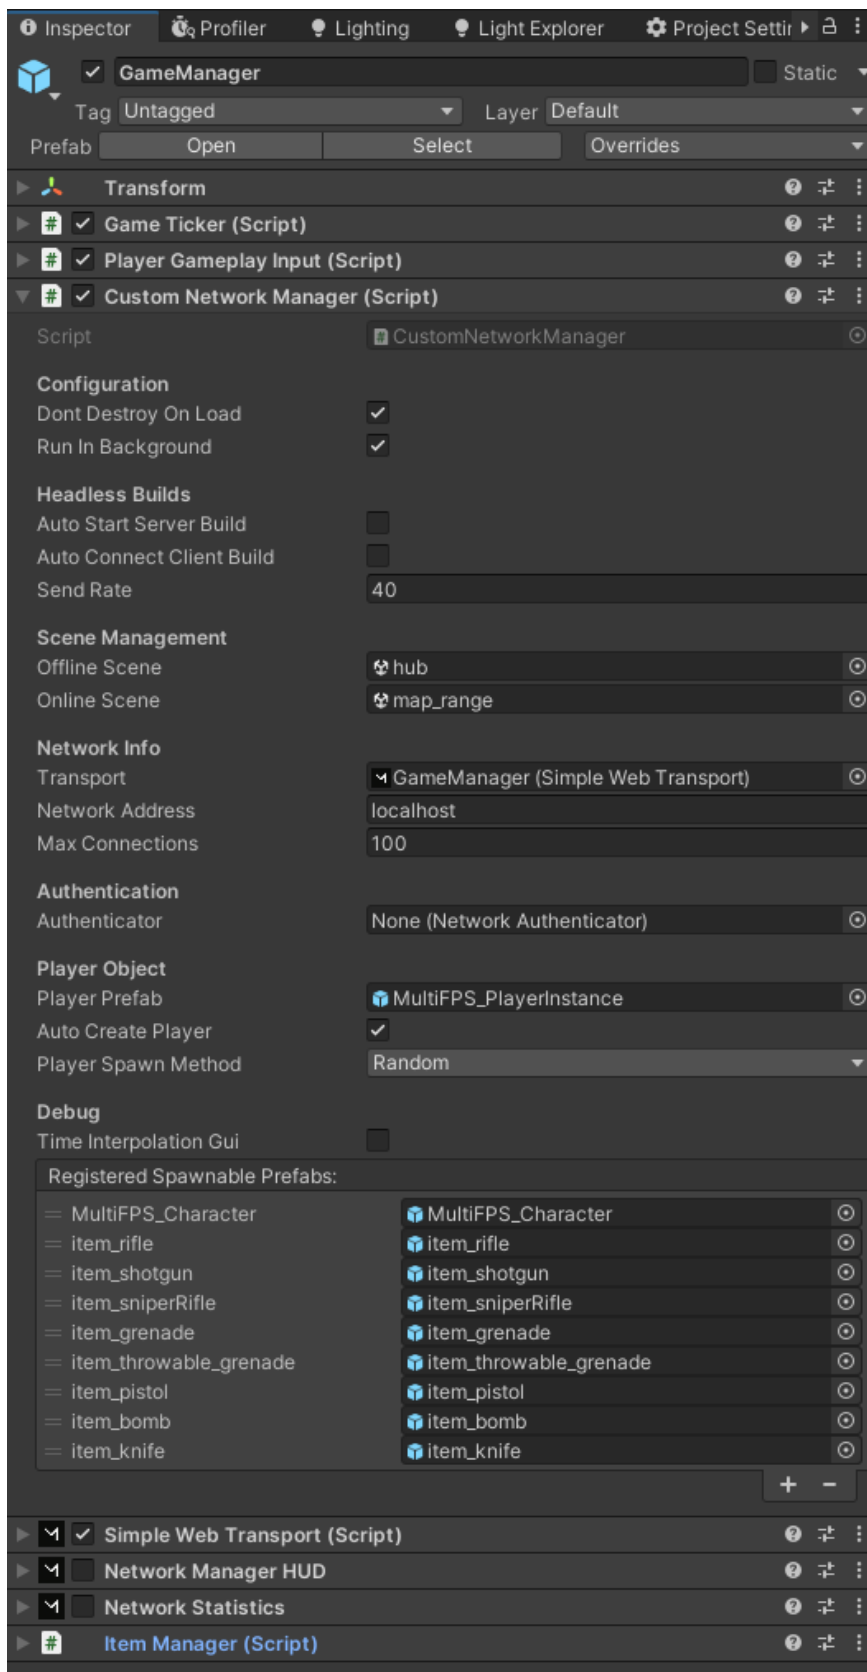 Inspector Profiler Lighting Light Explorer Project Settir
GameManager Static
Tag Untagged Layer Default
Prefab Open Select Overrides
Transform
# Game Ticker (Script)
# Player Gameplay Input (Script)
# Custom Network Manager (Script)
Script # CustomNetworkManager
Configuration
Dont Destroy On Load
Run In Background
Headless Builds
Auto Start Server Build
Auto Connect Client Build
Send Rate 40
Scene Management
Offline Scene hub
Online Scene map_range
Network Info
Transport GameManager (Simple Web Transport)
Network Address localhost
Max Connections 100
Authentication
Authenticator None (Network Authenticator)
Player Object
Player Prefab MultiFPS_PlayerInstance
Auto Create Player
Player Spawn Method Random
Debug
Time Interpolation Gui
Registered Spawnable Prefabs:
MultiFPS_Character MultiFPS_Character
item_rifle item_rifle
item_shotgun item_shotgun
item_sniperRifle item_sniperRifle
item_grenade item_grenade
item_throwable_grenade item_throwable_grenade
item_pistol item_pistol
item_bomb item_bomb
item_knife item_knife
+ −
Simple Web Transport (Script)
Network Manager HUD
Network Statistics
# Item Manager (Script)